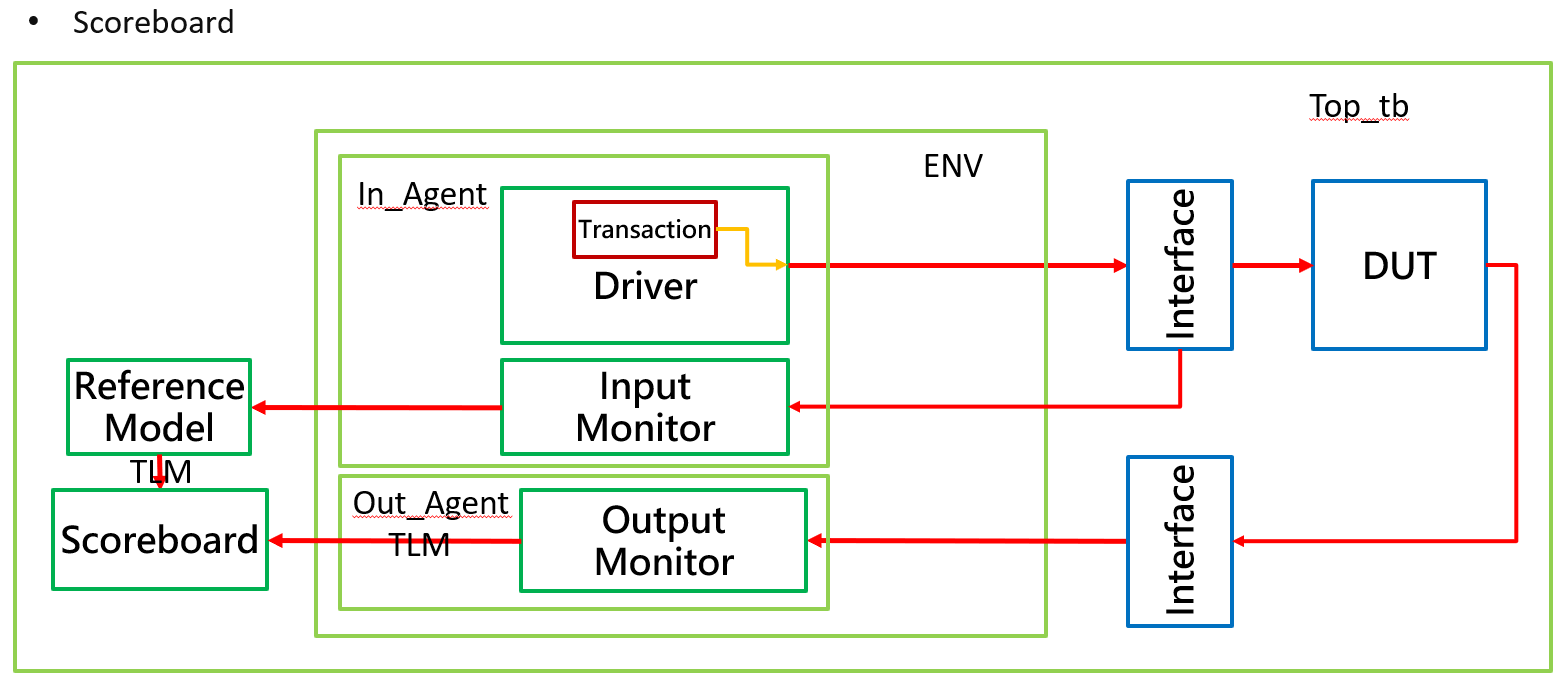 • Scoreboard
Top_tb
ENV
In_Agent
Transaction
Driver
Interface
DUT
Reference
Model
Input
Monitor
TLM
Scoreboard
Out_Agent
TLM
Output
Monitor
Interface